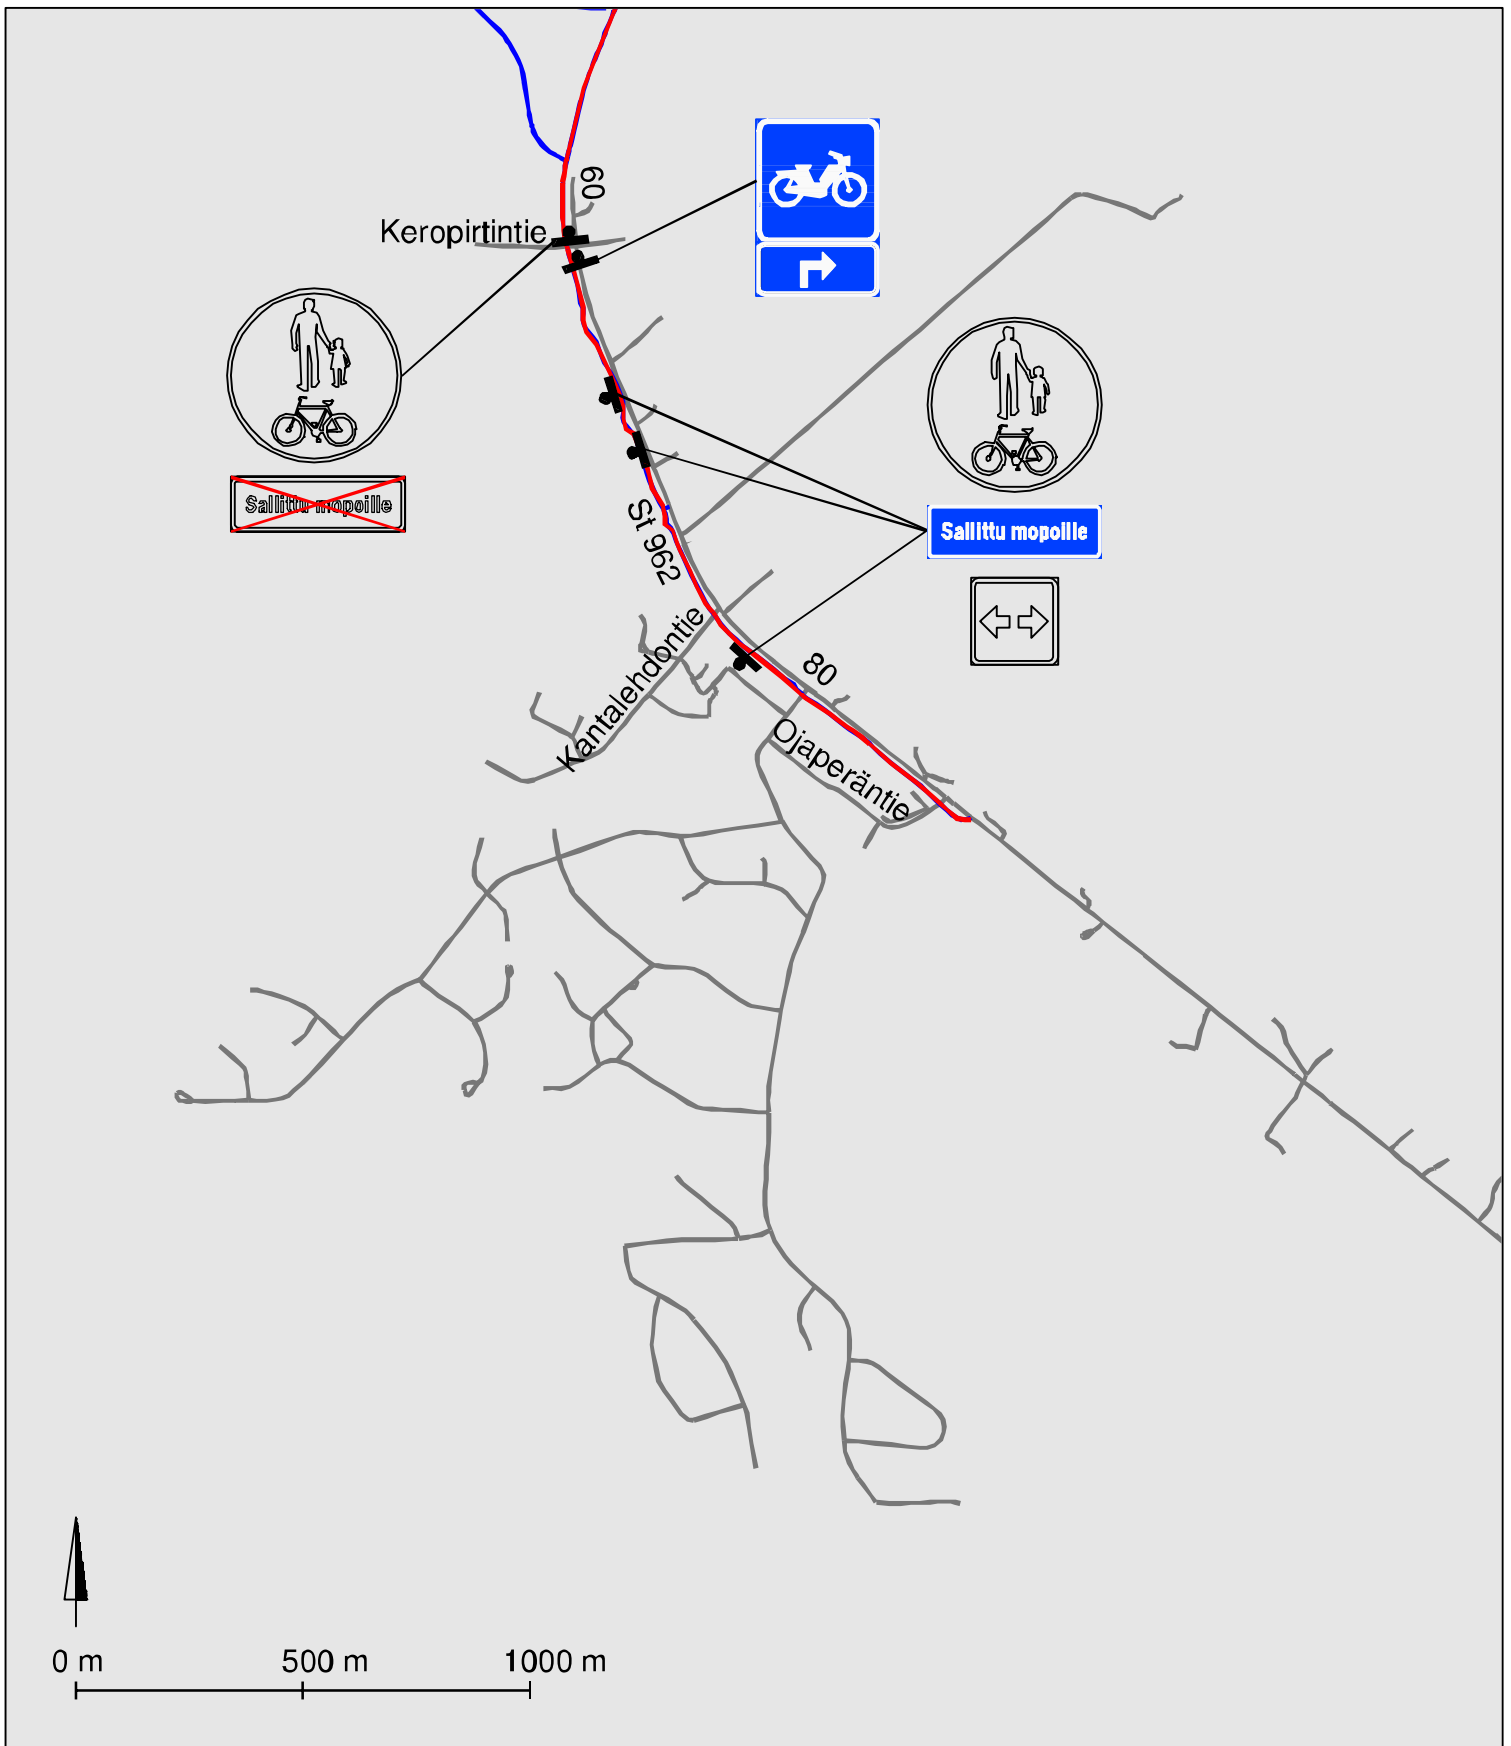 60
Keropirtintie
Sallittu mopoille
St 962
Sallittu mopoille
Kantalehdontie
80
Ojaperäntie
0 m 500 m 1000 m